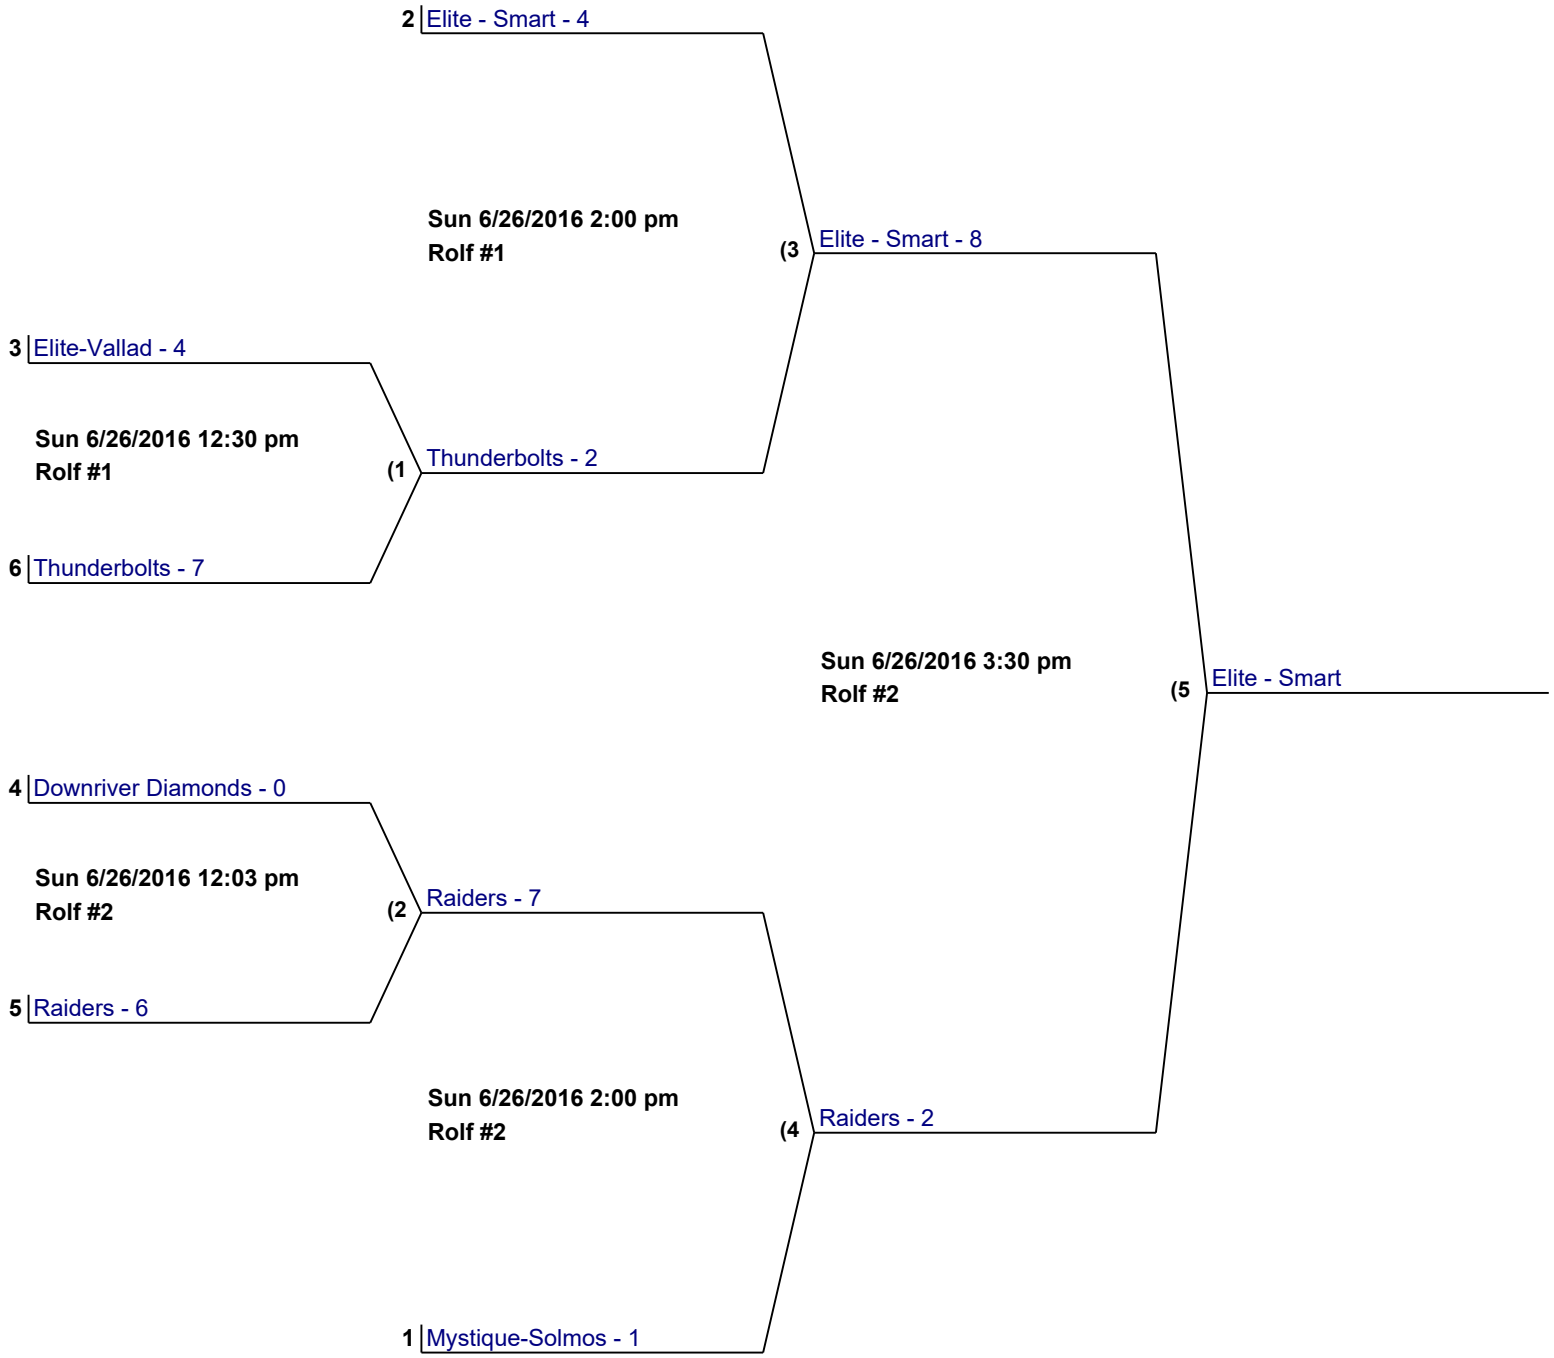 2 Elite - Smart - 4
Sun 6/26/2016 2:00 pm
Rolf #1
(3 Elite - Smart - 8
3 Elite-Vallad - 4
Sun 6/26/2016 12:30 pm
Rolf #1
(1 Thunderbolts - 2
6 Thunderbolts - 7
Sun 6/26/2016 3:30 pm
Rolf #2
(5 Elite - Smart
4 Downriver Diamonds - 0
Sun 6/26/2016 12:03 pm
Rolf #2
(2 Raiders - 7
5 Raiders - 6
Sun 6/26/2016 2:00 pm
Rolf #2
(4 Raiders - 2
1 Mystique-Solmos - 1